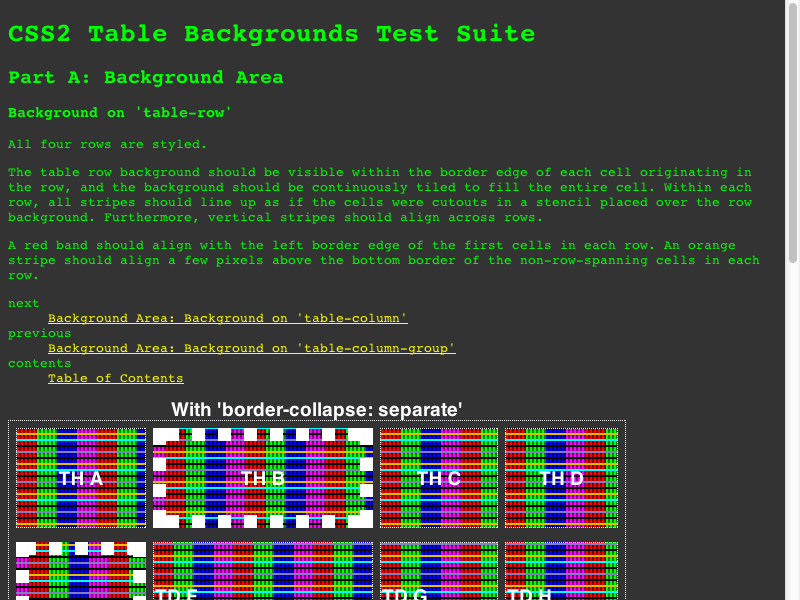 CSS2 Table Backgrounds Test Suite
Part A: Background Area
Background on 'table-row'
All four rows are styled.
The table row background should be visible within the border edge of each cell originating in
the row, and the background should be continuously tiled to fill the entire cell. Within each
row, all stripes should line up as if the cells were cutouts in a stencil placed over the row
background. Furthermore, vertical stripes should align across rows.
A red band should align with the left border edge of the first cells in each row. An orange
stripe should align a few pixels above the bottom border of the non-row-spanning cells in each
row.
next
Background Area: Background on 'table-column'
previous
Background Area: Background on 'table-column-group'
contents
Table of Contents
With 'border-collapse: separate'
TH A TH B TH C TH D
TD F TD G TD H